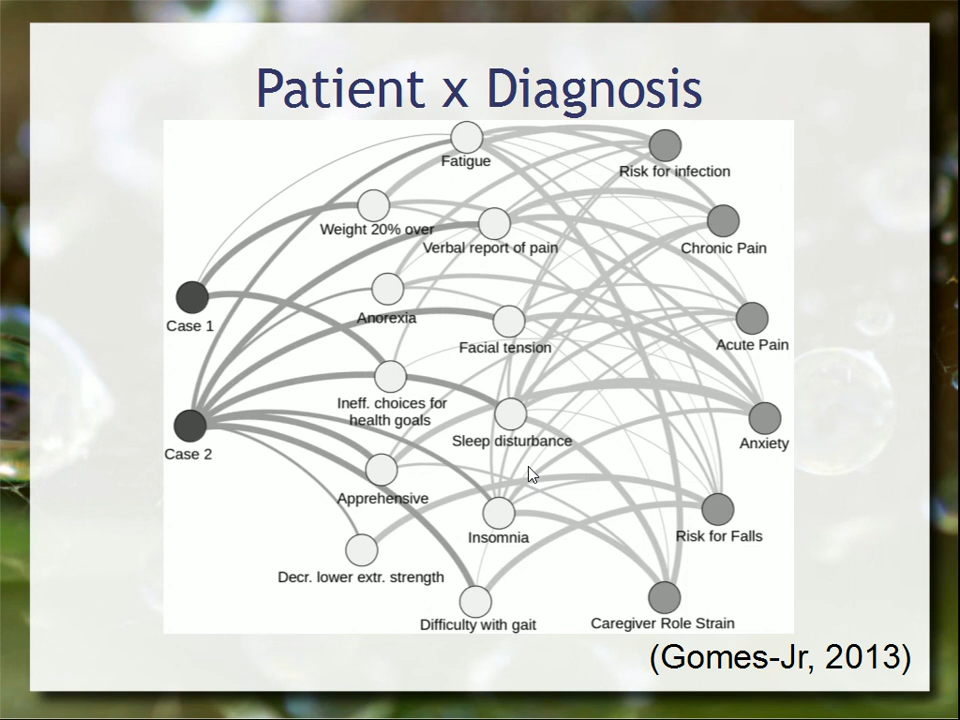 Patient x Diagnosis
Fatigue
Risk for infection
Weight 20% over
Verbal report of pain
Chronic Pain
Case 1
Anorexia
Facial tension
Acute Pain
Ineff. choices for
health goals
Sleep disturbance
Anxiety
Case 2
Apprehensive
Insomnia
Risk for Falls
Decr. lower extr. strength
Difficulty with gait
Caregiver Role Strain
(Gomes-Jr, 2013)